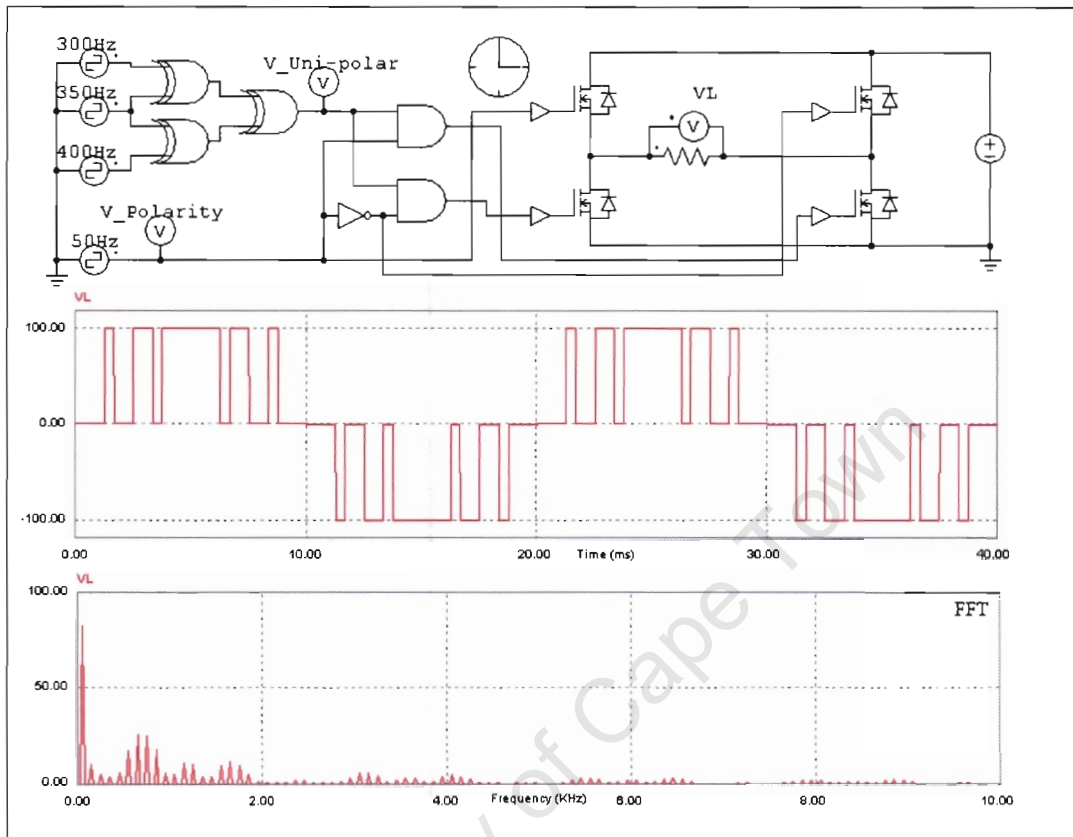 300Hz
V_Uni-polar
350Hz
VL
V
V
400Hz
V_Polarity
V
50Hz
VL
100.00
0.00
-100.00
0.00 10.00 20.00 Time (ms) 30.00 40.00
VL
100.00
FFT
50.00
0.00
0.00 2.00 4.00 Frequency (KHz) 6.00 8.00 10.00
y of Cape Town